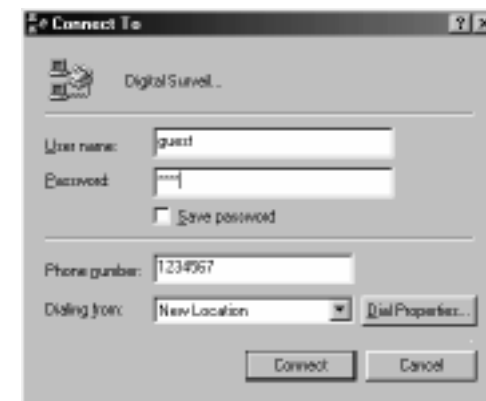 Connect To
Digital Surveil...
User name: guest
Password: ****
Save password
Phone number: 1234567
Dialing from: New Location Dial Properties...
Connect Cancel